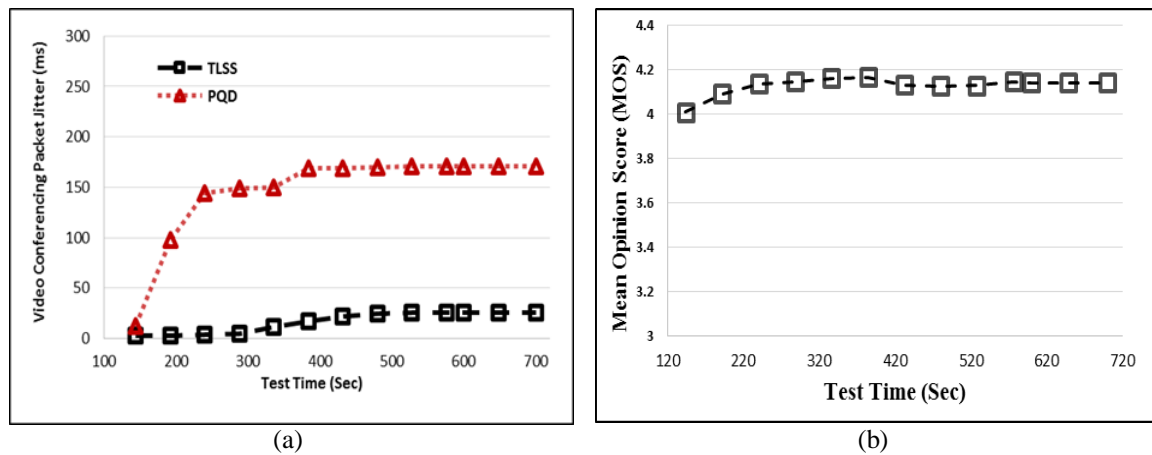 Video Conferencing Packet Jitter (ms)
300
250
200
150
100
50
0
TLSS
PQD
100 200 300 400 500 600 700
Test Time (Sec)
(a)
Mean Opinion Score (MOS)
4.4
4.2
4
3.8
3.6
3.4
3.2
3
120 220 320 420 520 620 720
Test Time (Sec)
(b)